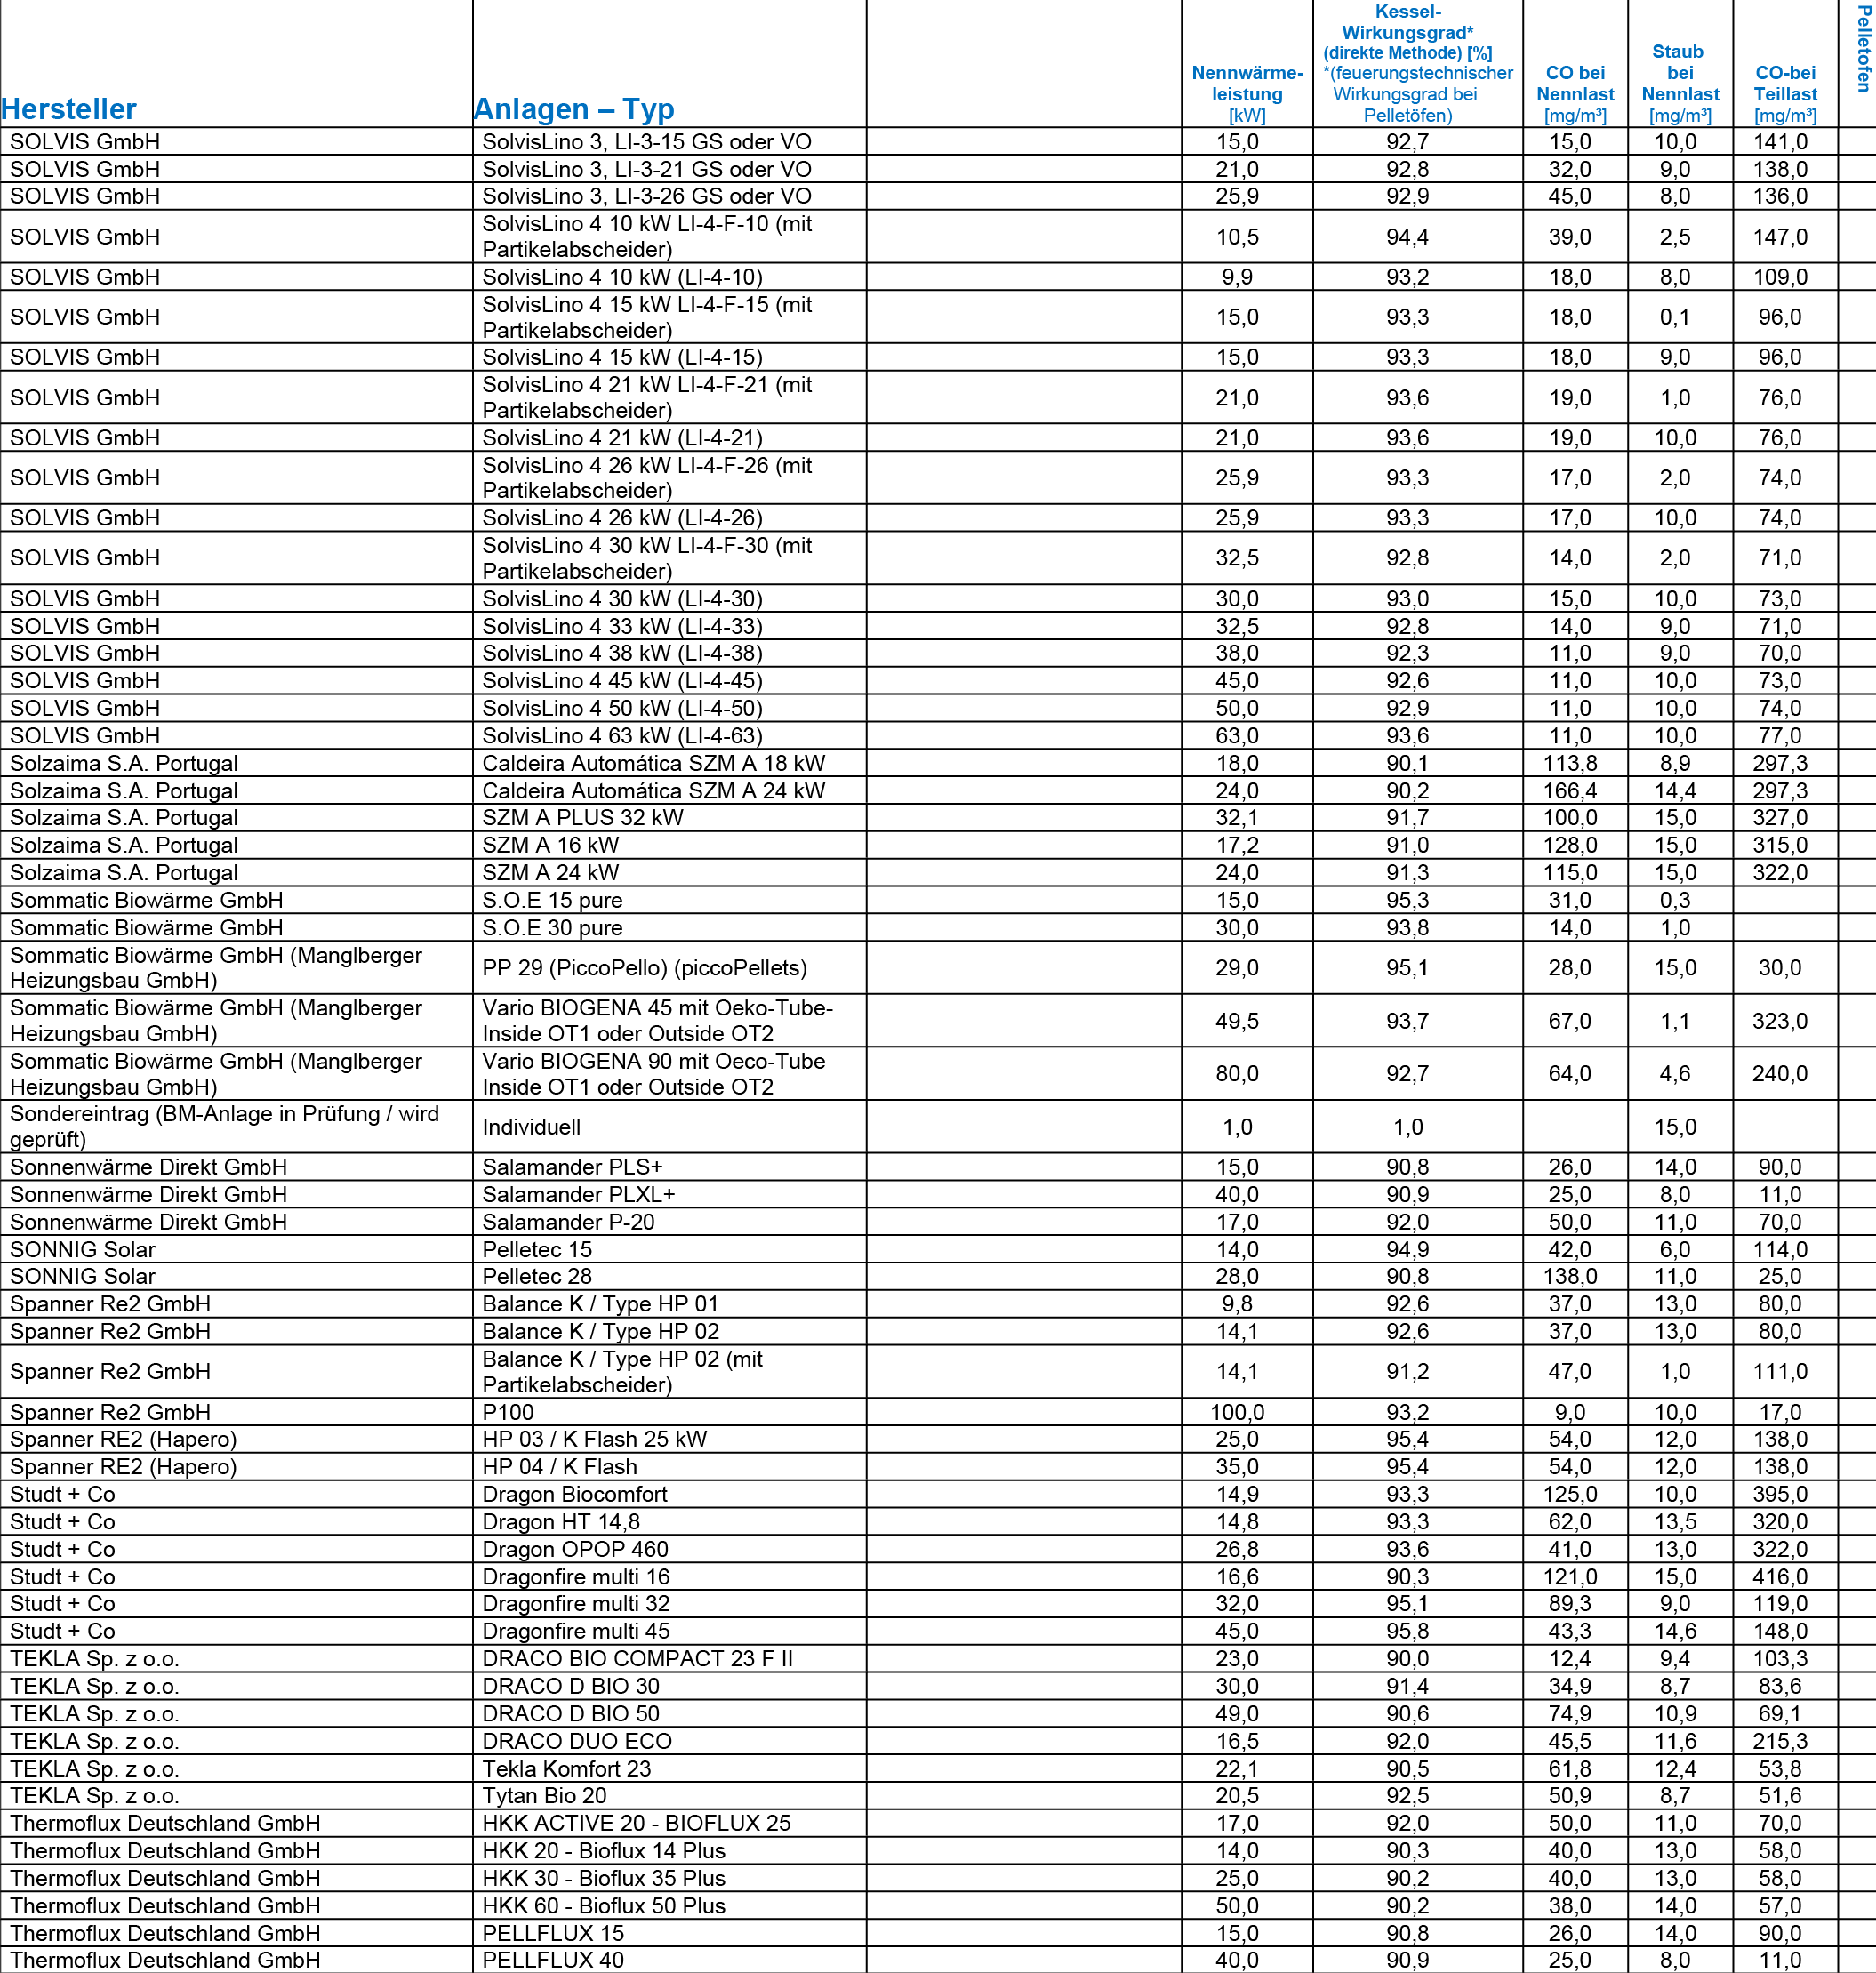 Hersteller
Anlagen – Typ
Nennwärme-
leistung
[kW]
Kessel-
Wirkungsgrad*
(direkte Methode) [%]
*(feuerungstechnischer
Wirkungsgrad bei
Pelletöfen)
CO bei
Nennlast
[mg/m³]
Staub
bei
Nennlast
[mg/m³]
CO-bei
Teillast
[mg/m³]
Pelletofen
SOLVIS GmbH SolvisLino 3, LI-3-15 GS oder VO 15,0 92,7 15,0 10,0 141,0
SOLVIS GmbH SolvisLino 3, LI-3-21 GS oder VO 21,0 92,8 32,0 9,0 138,0
SOLVIS GmbH SolvisLino 3, LI-3-26 GS oder VO 25,9 92,9 45,0 8,0 136,0
SOLVIS GmbH SolvisLino 4 10 kW LI-4-F-10 (mit
Partikelabscheider) 10,5 94,4 39,0 2,5 147,0
SOLVIS GmbH SolvisLino 4 10 kW (LI-4-10) 9,9 93,2 18,0 8,0 109,0
SOLVIS GmbH SolvisLino 4 15 kW LI-4-F-15 (mit
Partikelabscheider) 15,0 93,3 18,0 0,1 96,0
SOLVIS GmbH SolvisLino 4 15 kW (LI-4-15) 15,0 93,3 18,0 9,0 96,0
SOLVIS GmbH SolvisLino 4 21 kW LI-4-F-21 (mit
Partikelabscheider) 21,0 93,6 19,0 1,0 76,0
SOLVIS GmbH SolvisLino 4 21 kW (LI-4-21) 21,0 93,6 19,0 10,0 76,0
SOLVIS GmbH SolvisLino 4 26 kW LI-4-F-26 (mit
Partikelabscheider) 25,9 93,3 17,0 2,0 74,0
SOLVIS GmbH SolvisLino 4 26 kW (LI-4-26) 25,9 93,3 17,0 10,0 74,0
SOLVIS GmbH SolvisLino 4 30 kW LI-4-F-30 (mit
Partikelabscheider) 32,5 92,8 14,0 2,0 71,0
SOLVIS GmbH SolvisLino 4 30 kW (LI-4-30) 30,0 93,0 15,0 10,0 73,0
SOLVIS GmbH SolvisLino 4 33 kW (LI-4-33) 32,5 92,8 14,0 9,0 71,0
SOLVIS GmbH SolvisLino 4 38 kW (LI-4-38) 38,0 92,3 11,0 9,0 70,0
SOLVIS GmbH SolvisLino 4 45 kW (LI-4-45) 45,0 92,6 11,0 10,0 73,0
SOLVIS GmbH SolvisLino 4 50 kW (LI-4-50) 50,0 92,9 11,0 10,0 74,0
SOLVIS GmbH SolvisLino 4 63 kW (LI-4-63) 63,0 93,6 11,0 10,0 77,0
Solzaima S.A. Portugal Caldeira Automática SZM A 18 kW 18,0 90,1 113,8 8,9 297,3
Solzaima S.A. Portugal Caldeira Automática SZM A 24 kW 24,0 90,2 166,4 14,4 297,3
Solzaima S.A. Portugal SZM A PLUS 32 kW 32,1 91,7 100,0 15,0 327,0
Solzaima S.A. Portugal SZM A 16 kW 17,2 91,0 128,0 15,0 315,0
Solzaima S.A. Portugal SZM A 24 kW 24,0 91,3 115,0 15,0 322,0
Sommatic Biowärme GmbH S.O.E 15 pure 15,0 95,3 31,0 0,3
Sommatic Biowärme GmbH S.O.E 30 pure 30,0 93,8 14,0 1,0
Sommatic Biowärme GmbH (Manglberger
Heizungsbau GmbH) PP 29 (PiccoPello) (piccoPellets) 29,0 95,1 28,0 15,0 30,0
Sommatic Biowärme GmbH (Manglberger
Heizungsbau GmbH) Vario BIOGENA 45 mit Oeko-Tube-
Inside OT1 oder Outside OT2 49,5 93,7 67,0 1,1 323,0
Sommatic Biowärme GmbH (Manglberger
Heizungsbau GmbH) Vario BIOGENA 90 mit Oeco-Tube
Inside OT1 oder Outside OT2 80,0 92,7 64,0 4,6 240,0
Sondereintrag (BM-Anlage in Prüfung / wird
geprüft) Individuell 1,0 1,0 15,0
Sonnenwärme Direkt GmbH Salamander PLS+ 15,0 90,8 26,0 14,0 90,0
Sonnenwärme Direkt GmbH Salamander PLXL+ 40,0 90,9 25,0 8,0 11,0
Sonnenwärme Direkt GmbH Salamander P-20 17,0 92,0 50,0 11,0 70,0
SONNIG Solar Pelletec 15 14,0 94,9 42,0 6,0 114,0
SONNIG Solar Pelletec 28 28,0 90,8 138,0 11,0 25,0
Spanner Re2 GmbH Balance K / Type HP 01 9,8 92,6 37,0 13,0 80,0
Spanner Re2 GmbH Balance K / Type HP 02 14,1 92,6 37,0 13,0 80,0
Spanner Re2 GmbH Balance K / Type HP 02 (mit
Partikelabscheider) 14,1 91,2 47,0 1,0 111,0
Spanner Re2 GmbH P100 100,0 93,2 9,0 10,0 17,0
Spanner RE2 (Hapero) HP 03 / K Flash 25 kW 25,0 95,4 54,0 12,0 138,0
Spanner RE2 (Hapero) HP 04 / K Flash 35,0 95,4 54,0 12,0 138,0
Studt + Co Dragon Biocomfort 14,9 93,3 125,0 10,0 395,0
Studt + Co Dragon HT 14,8 14,8 93,3 62,0 13,5 320,0
Studt + Co Dragon OPOP 460 26,8 93,6 41,0 13,0 322,0
Studt + Co Dragonfire multi 16 16,6 90,3 121,0 15,0 416,0
Studt + Co Dragonfire multi 32 32,0 95,1 89,3 9,0 119,0
Studt + Co Dragonfire multi 45 45,0 95,8 43,3 14,6 148,0
TEKLA Sp. z o.o. DRACO BIO COMPACT 23 F II 23,0 90,0 12,4 9,4 103,3
TEKLA Sp. z o.o. DRACO D BIO 30 30,0 91,4 34,9 8,7 83,6
TEKLA Sp. z o.o. DRACO D BIO 50 49,0 90,6 74,9 10,9 69,1
TEKLA Sp. z o.o. DRACO DUO ECO 16,5 92,0 45,5 11,6 215,3
TEKLA Sp. z o.o. Tekla Komfort 23 22,1 90,5 61,8 12,4 53,8
TEKLA Sp. z o.o. Tytan Bio 20 20,5 92,5 50,9 8,7 51,6
Thermoflux Deutschland GmbH HKK ACTIVE 20 - BIOFLUX 25 17,0 92,0 50,0 11,0 70,0
Thermoflux Deutschland GmbH HKK 20 - Bioflux 14 Plus 14,0 90,3 40,0 13,0 58,0
Thermoflux Deutschland GmbH HKK 30 - Bioflux 35 Plus 25,0 90,2 40,0 13,0 58,0
Thermoflux Deutschland GmbH HKK 60 - Bioflux 50 Plus 50,0 90,2 38,0 14,0 57,0
Thermoflux Deutschland GmbH PELLFLUX 15 15,0 90,8 26,0 14,0 90,0
Thermoflux Deutschland GmbH PELLFLUX 40 40,0 90,9 25,0 8,0 11,0